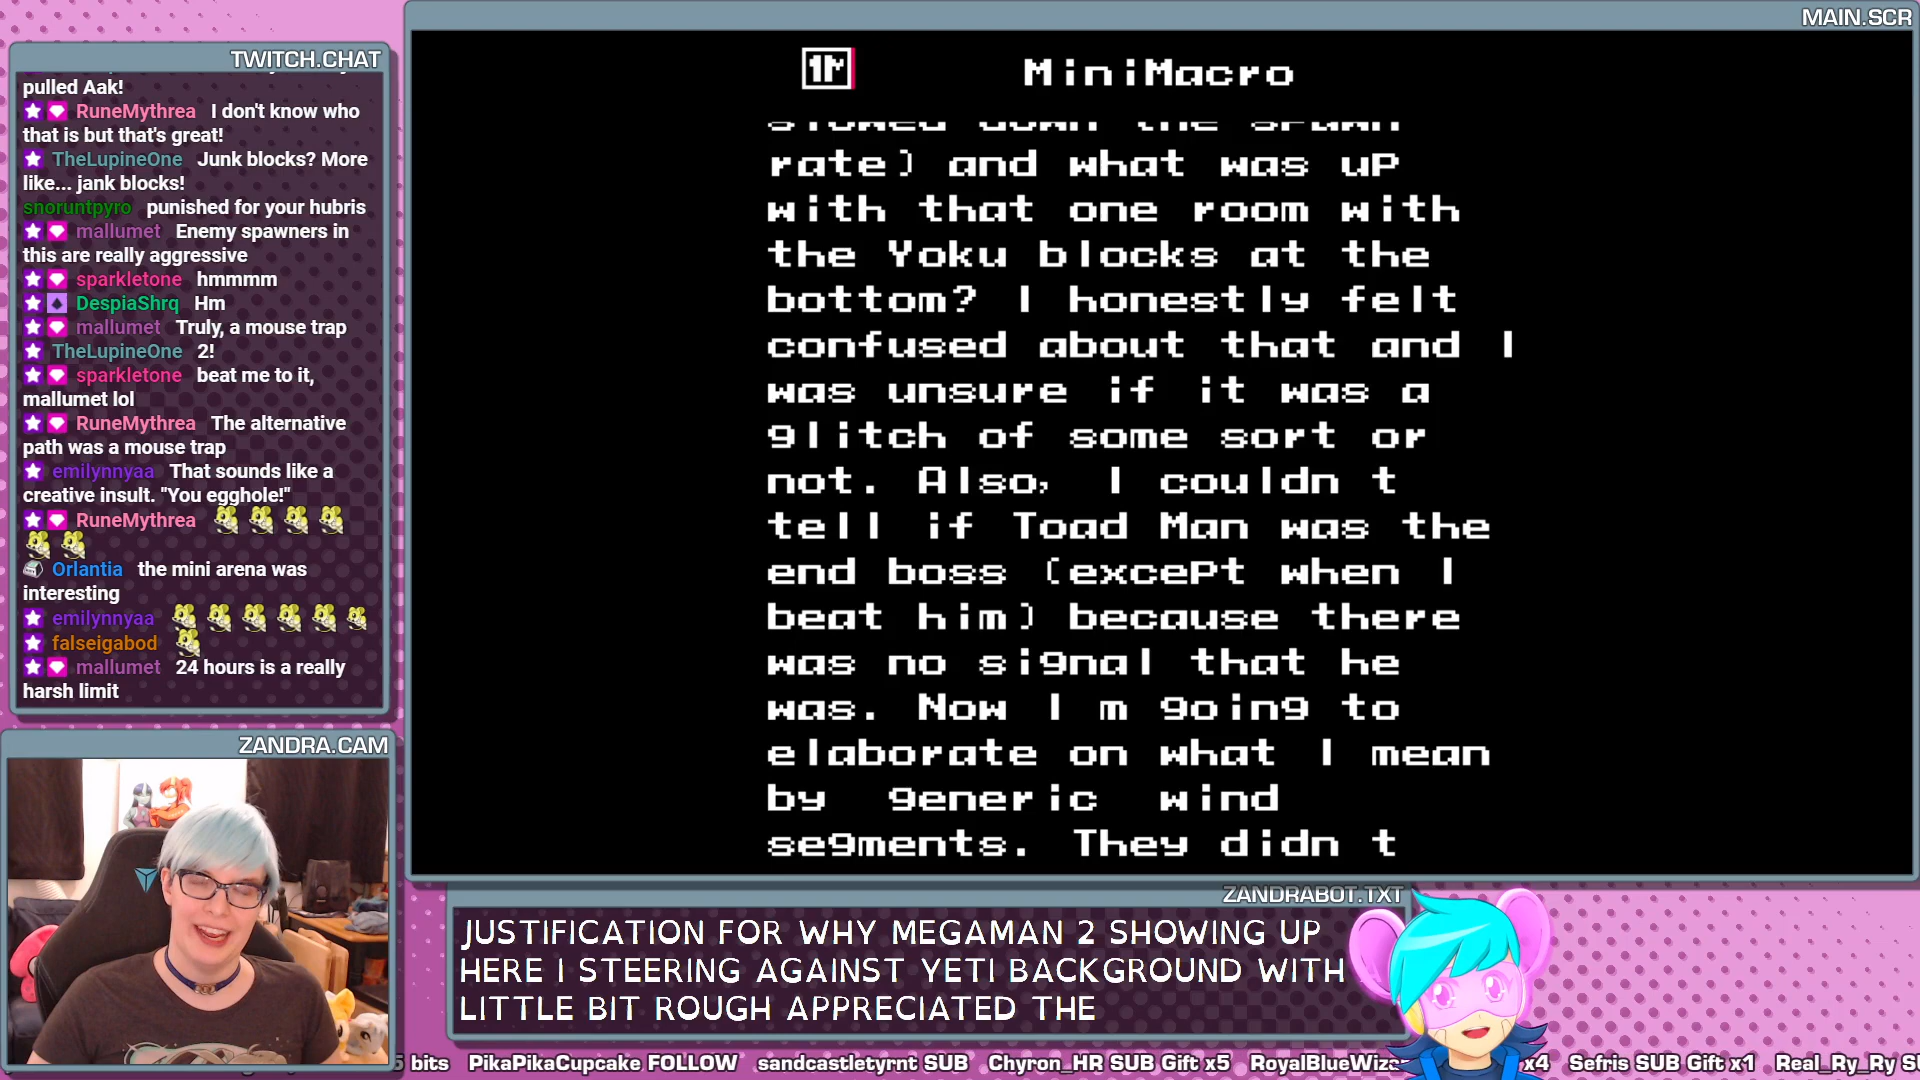 TWITCH.CHAT
pulled Aak!
RuneMythrea I don't know who
that is but that's great!
TheLupineOne Junk blocks? More
like... jank blocks!
snoruntpyro punished for your hubris
mallumet Enemy spawners in
this are really aggressive
sparkletone hmmmm
DespiaShrq Hm
mallumet Truly, a mouse trap
TheLupineOne 2!
sparkletone beat me to it,
mallumet lol
RuneMythrea The alternative
path was a mouse trap
emilynnyaa That sounds like a
creative insult. "You egghole!"
RuneMythrea
Orlantia the mini arena was
interesting
emilynnyaa
falseigabod
mallumet 24 hours is a really
harsh limit
ZANDRA.CAM
MAIN.SCR
MiniMacro
rate) and what was up
with that one room with
the Yoku blocks at the
bottom? I honestly felt
confused about that and I
was unsure if it was a
glitch of some sort or
not. Also, I couldn t
tell if Toad Man was the
end boss (except when I
beat him) because there
was no signal that he
was. Now I m going to
elaborate on what I mean
by generic wind
segments. They didn t
ZANDRABOT.TXT
JUSTIFICATION FOR WHY MEGAMAN 2 SHOWING UP
HERE I STEERING AGAINST YETI BACKGROUND WITH
LITTLE BIT ROUGH APPRECIATED THE
5 bits PikaPikaCupcake FOLLOW sandcastletyrnt SUB Chyron_HR SUB Gift x5 RoyalBlueWiz x4 Sefris SUB Gift x1 Real_Ry_Ry